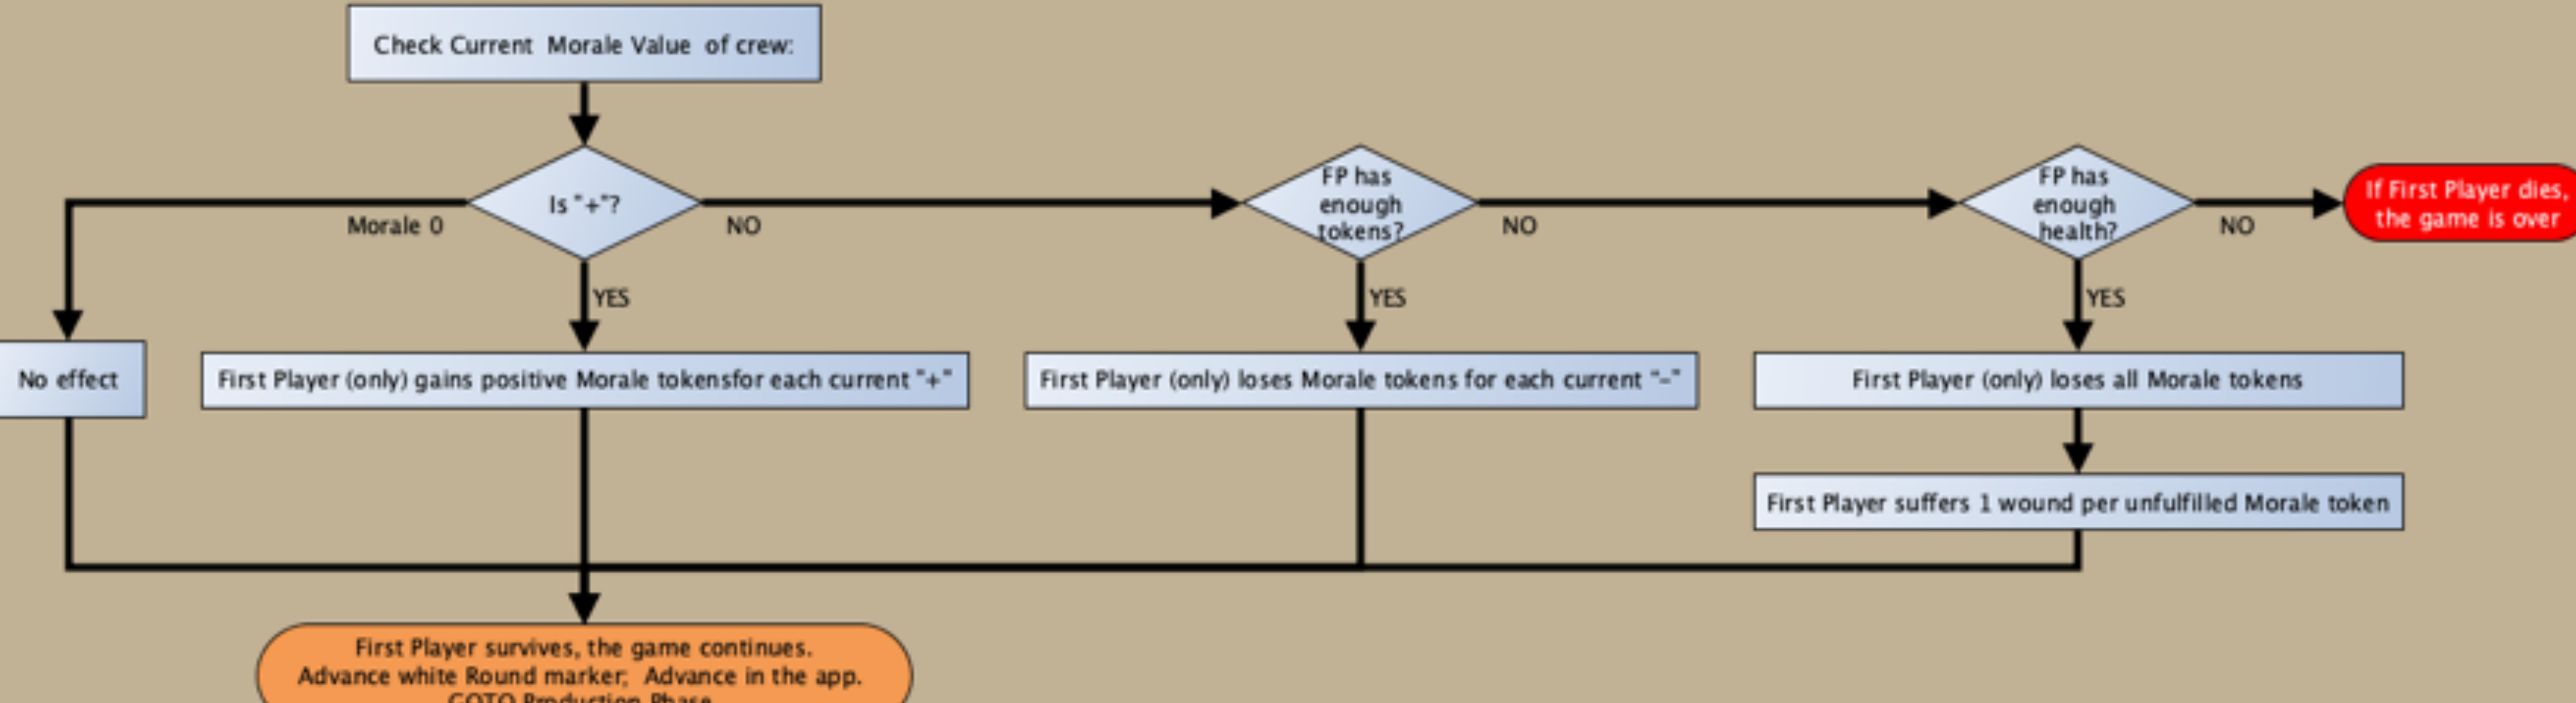 Check Current  Morale Value  of crew:
Is "+"?
Morale 0
NO
YES
FP has
enough
tokens?
NO
YES
FP has
enough
health?
NO
YES
If First Player dies,
the game is over
No effect
First Player (only) gains positive Morale tokensfor each current "+"
First Player (only) loses Morale tokens for each current "-"
First Player (only) loses all Morale tokens
First Player suffers 1 wound per unfulfilled Morale token
First Player survives, the game continues.
Advance white Round marker;  Advance in the app.
GOTO Production Phase